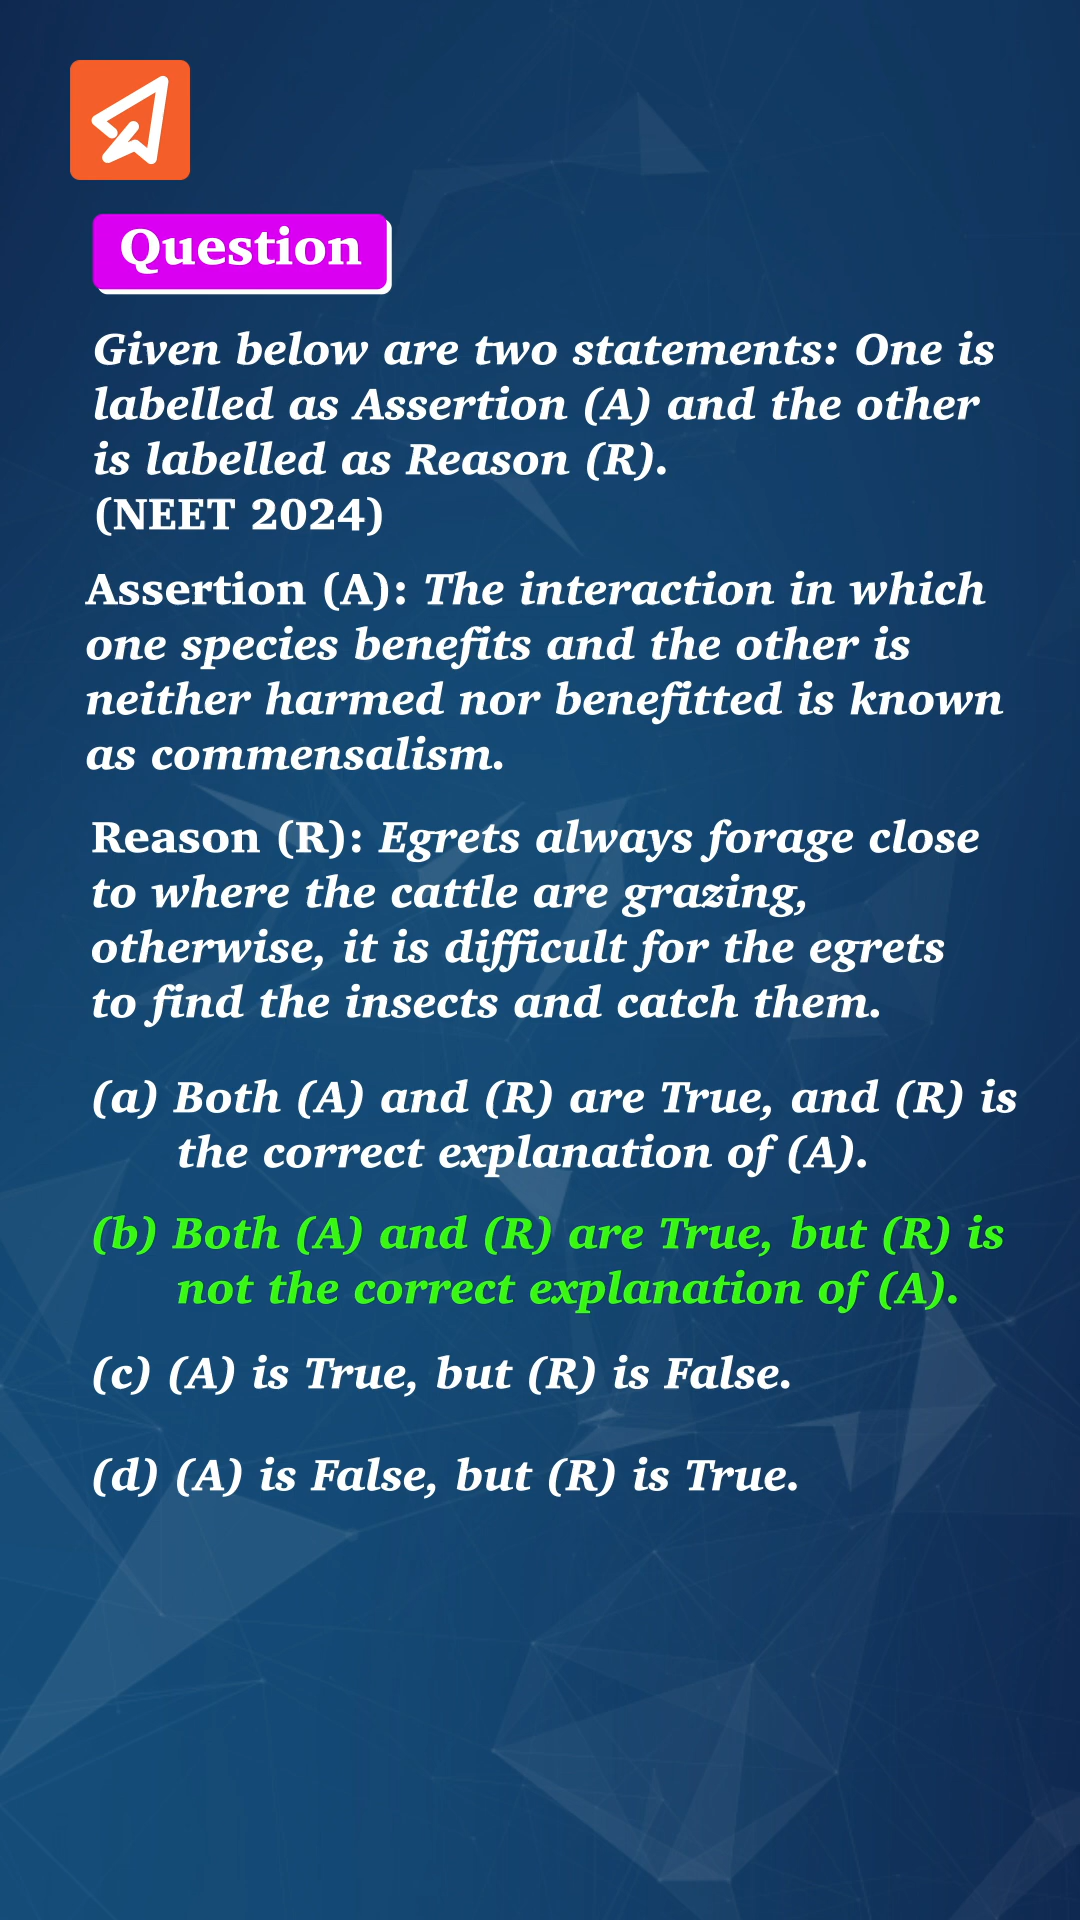 Question
Given below are two statements: One is
labelled as Assertion (A) and the other
is labelled as Reason (R).
(NEET 2024)
Assertion (A): The interaction in which
one species benefits and the other is
neither harmed nor benefitted is known
as commensalism.
Reason (R): Egrets always forage close
to where the cattle are grazing,
otherwise, it is difficult for the egrets
to find the insects and catch them.
(a) Both (A) and (R) are True, and (R) is
the correct explanation of (A).
(b) Both (A) and (R) are True, but (R) is
not the correct explanation of (A).
(c) (A) is True, but (R) is False.
(d) (A) is False, but (R) is True.